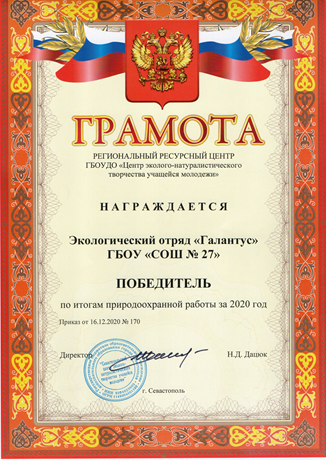 ГРАМОТА
РЕГИОНАЛЬНЫЙ РЕСУРСНЫЙ ЦЕНТР
ГБОУДО «Центр эколого-натуралистического
творчества учащейся молодежи»
НАГРАЖДАЕТСЯ
Экологический отряд «Галантус»
ГБОУ «СОШ № 27»
ПОБЕДИТЕЛЬ
по итогам природоохранной работы за 2020 год
Приказ от 16.12.2020 № 170
Директор Н.Д. Дацюк
г. Севастополь